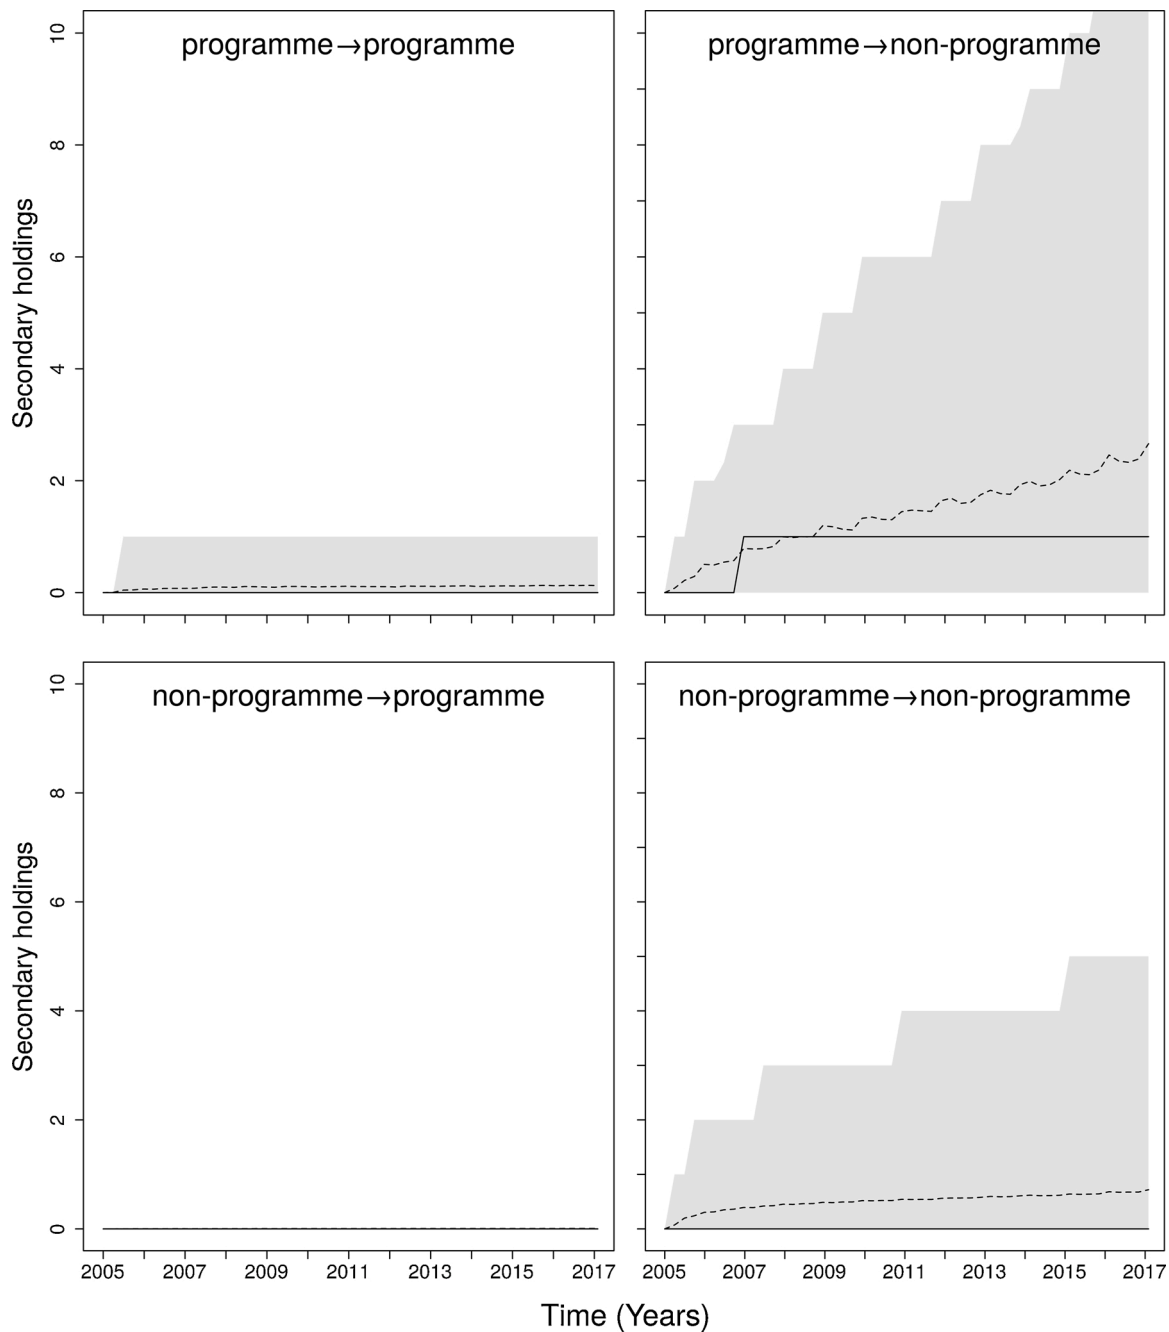 programme→programme
programme→non-programme
10
8
6
4
2
0
Secondary holdings
non-programme→programme
non-programme→non-programme
10
8
6
4
2
0
Secondary holdings
2005 2007 2009 2011 2013 2015 2017
2005 2007 2009 2011 2013 2015 2017
Time (Years)